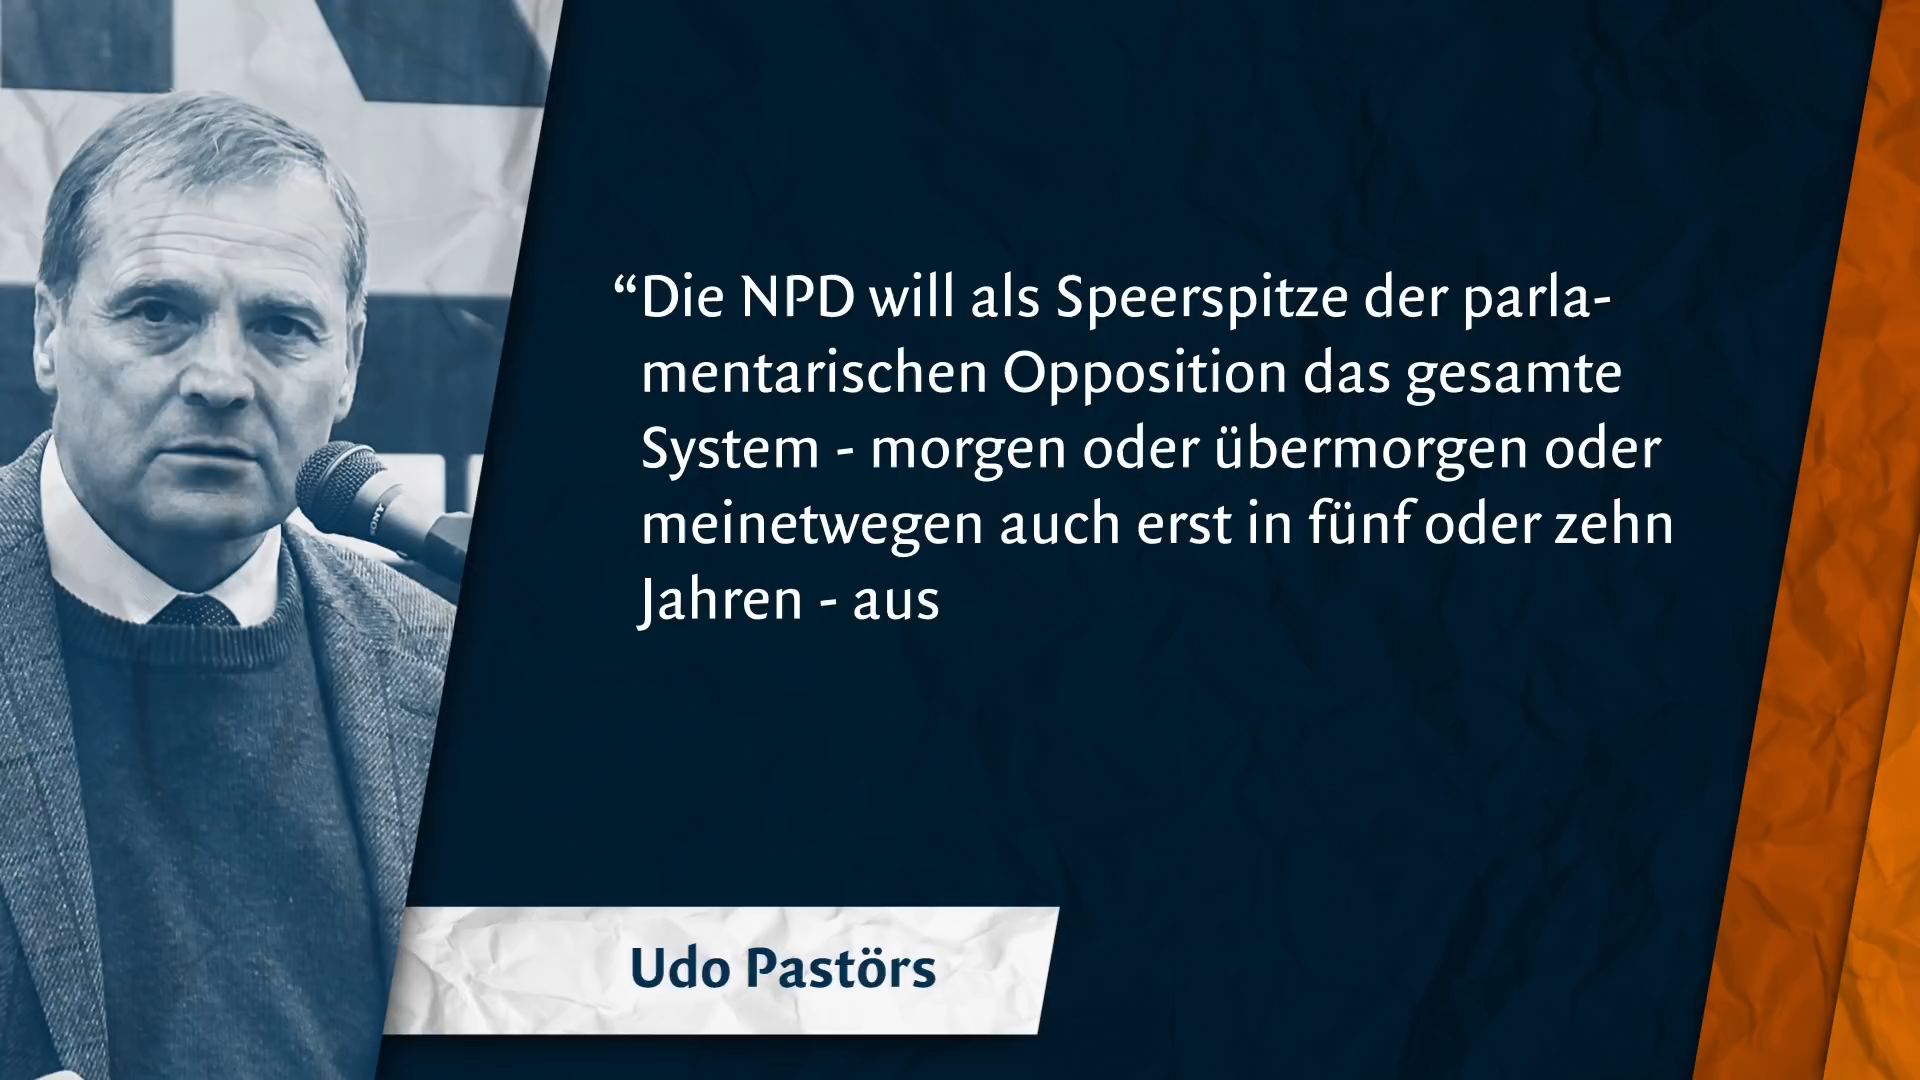 “Die NPD will als Speerspitze der parla-
mentarischen Opposition das gesamte
System - morgen oder übermorgen oder
meinetwegen auch erst in fünf oder zehn
Jahren - aus
Udo Pastörs
SONY